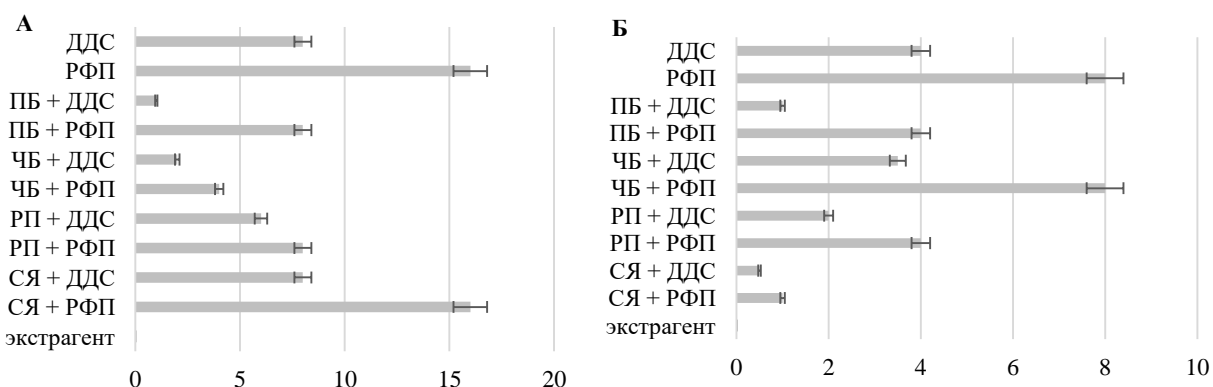 А
ДДС
РФП
ПБ + ДДС
ПБ + РФП
ЧБ + ДДС
ЧБ + РФП
РП + ДДС
РП + РФП
СЯ + ДДС
СЯ + РФП
экстрагент
0 5 10 15 20
Б
ДДС
РФП
ПБ + ДДС
ПБ + РФП
ЧБ + ДДС
ЧБ + РФП
РП + ДДС
РП + РФП
СЯ + ДДС
СЯ + РФП
экстрагент
0 2 4 6 8 10